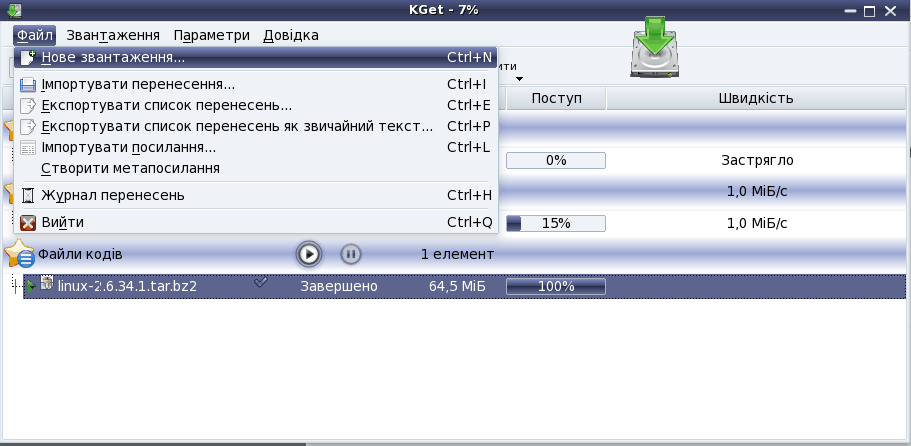 KGet - 7%
Файл Звантаження Параметри Довідка
Нове звантаження... Ctrl+N
Імпортувати перенесення... Ctrl+I
Експортувати список перенесень... Ctrl+E
Експортувати список перенесень як звичайний текст... Ctrl+P
Імпортувати посилання... Ctrl+L
Створити метапосилання
Журнал перенесень Ctrl+H
Вийти Ctrl+Q
Поступ Швидкість
0% Застрягло
1,0 МіБ/с
15% 1,0 МіБ/с
Файли кодів 1 елемент
linux-2.6.34.1.tar.bz2 Завершено 64,5 МіБ 100%